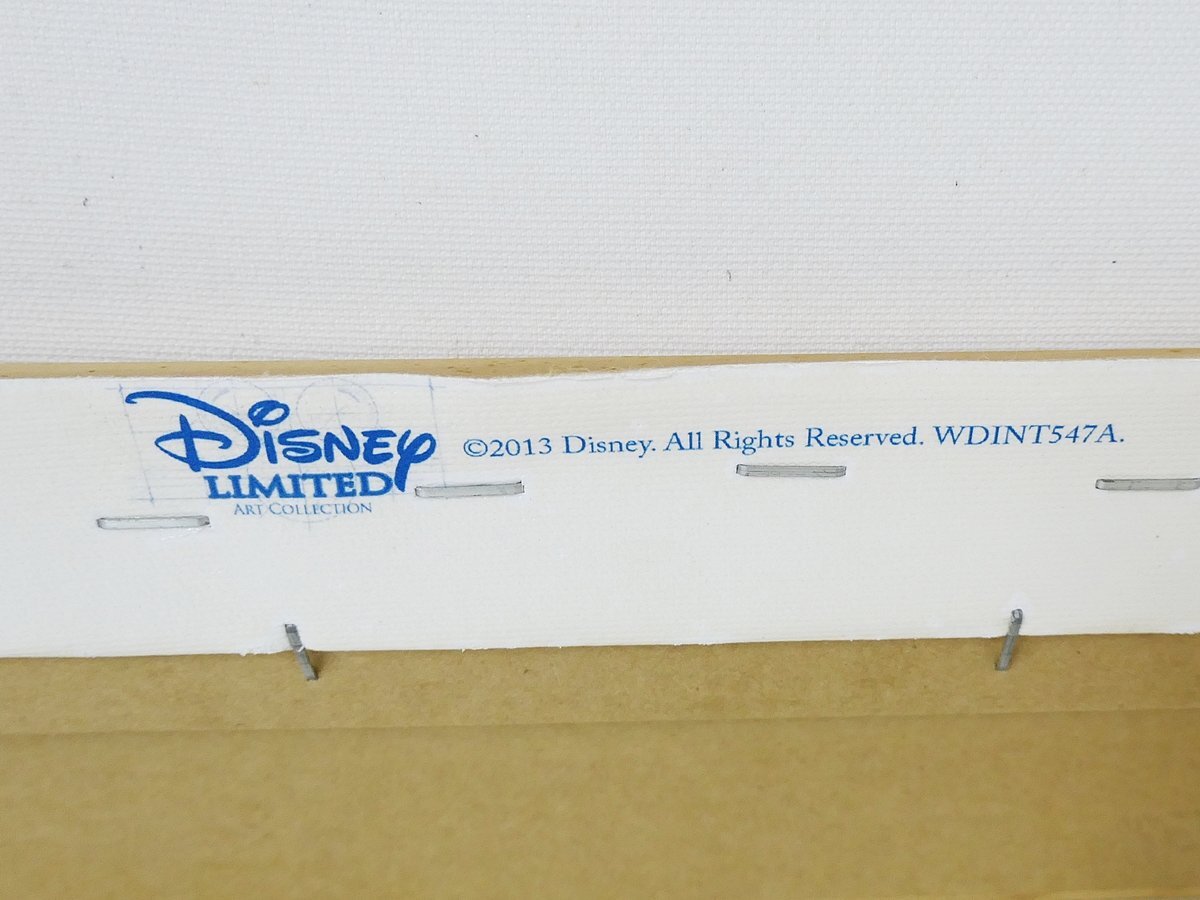 Disney
LIMITED
ART COLLECTION
©2013 Disney. All Rights Reserved. WDINT547A.